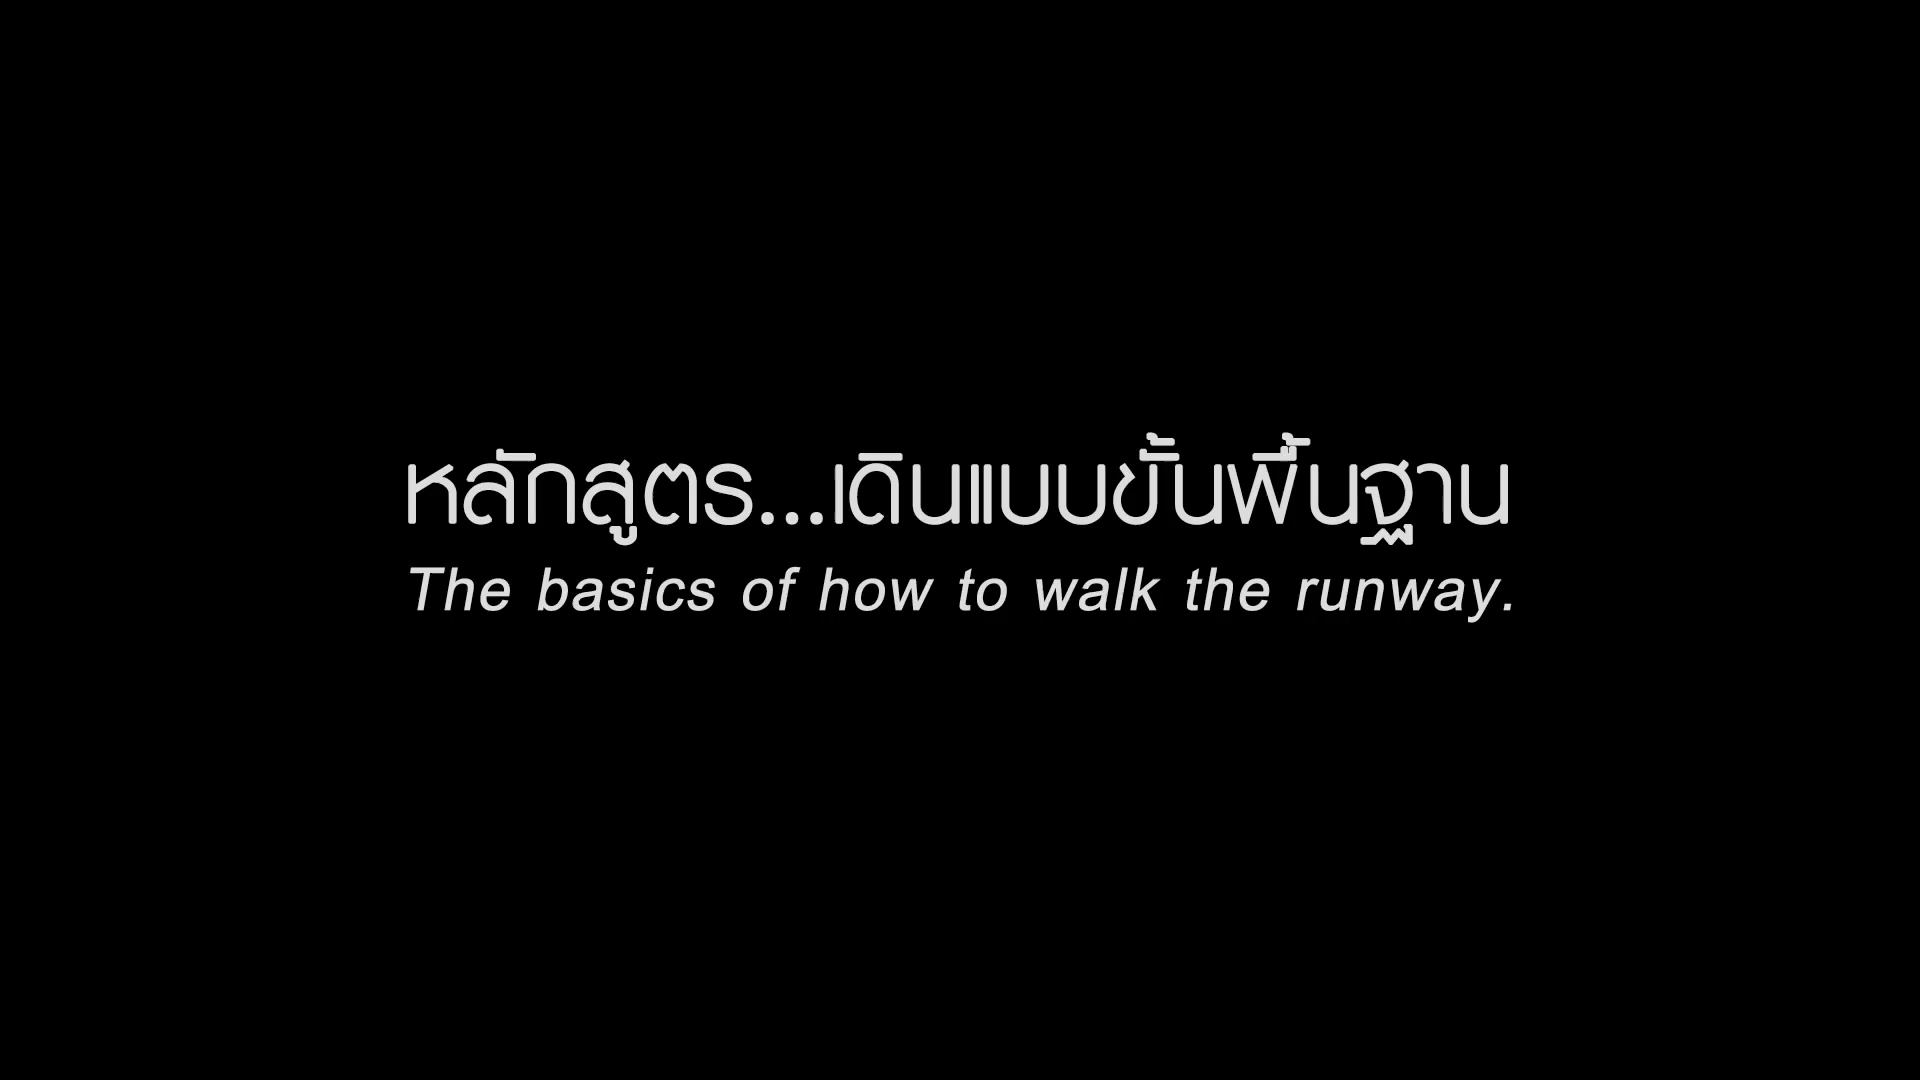 หลักสูตร...เดินแบบขั้นพื้นฐาน
The basics of how to walk the runway.